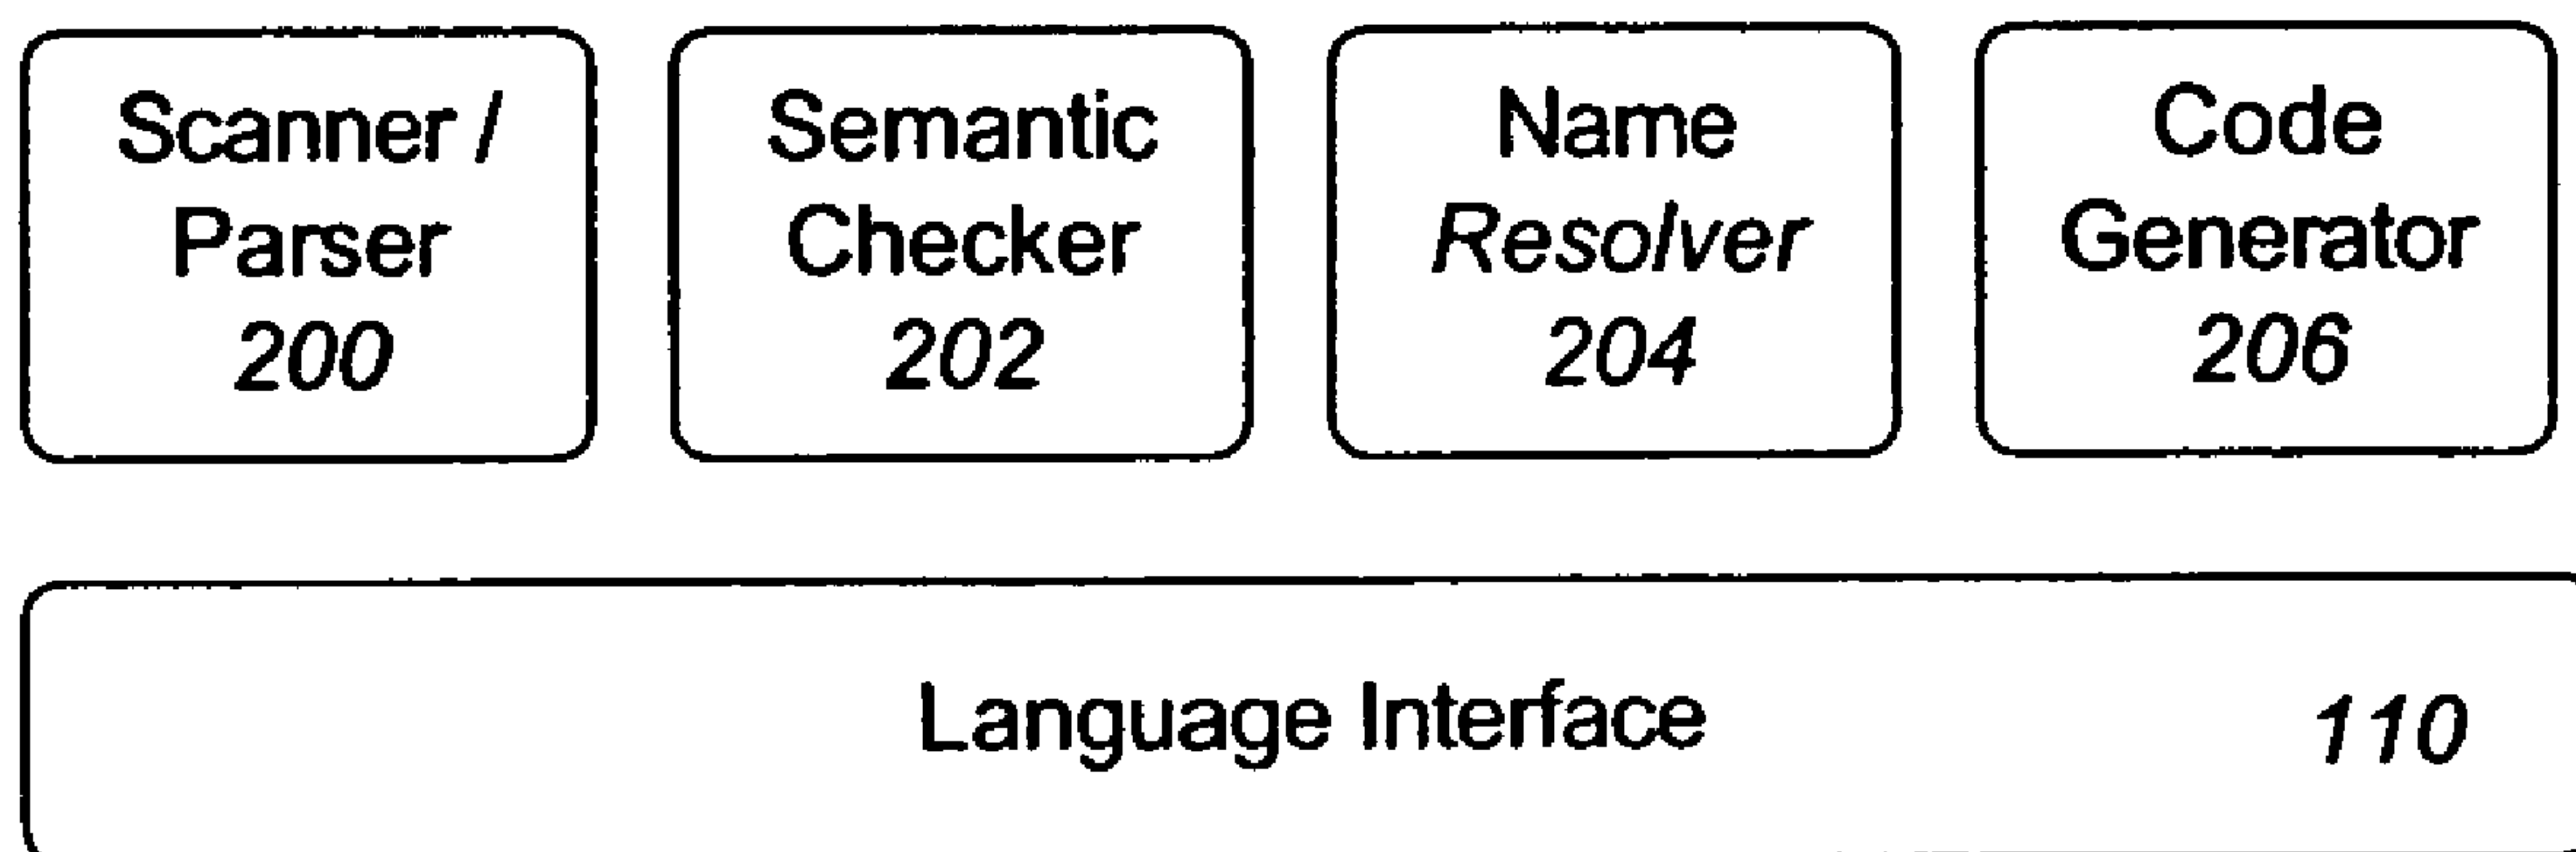 Scanner /
Parser
200
Semantic
Checker
202
Name
Resolver
204
Code
Generator
206
Language Interface 110